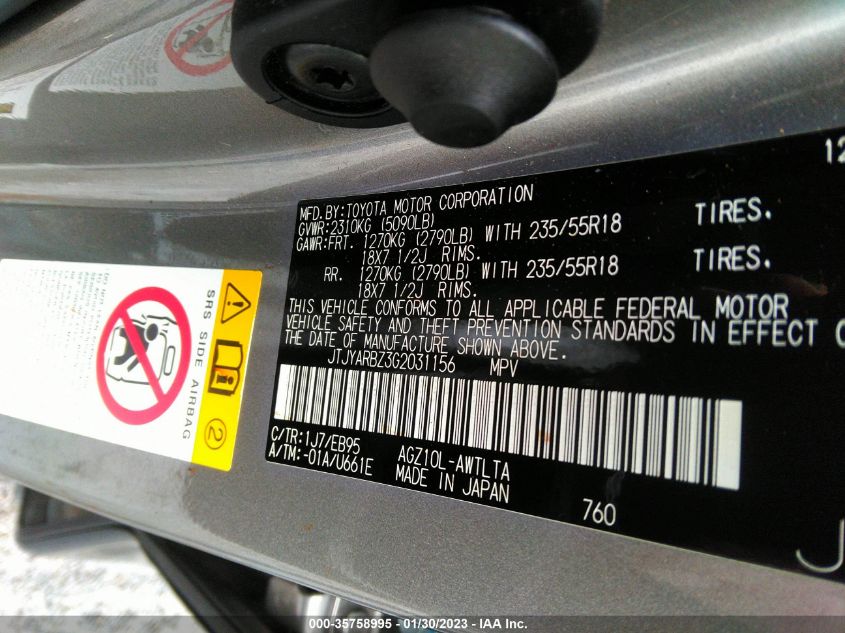 12
MFD.BY:TOYOTA MOTOR CORPORATION
GVWR:2310KG (5090LB)
GAWR:FRT. 1270KG (2790LB) WITH 235/55R18 TIRES.
18X7 1/2J RIMS.
RR. 1270KG (2790LB) WITH 235/55R18 TIRES.
18X7 1/2J RIMS.
THIS VEHICLE CONFORMS TO ALL APPLICABLE FEDERAL MOTOR
VEHICLE SAFETY AND THEFT PREVENTION STANDARDS IN EFFECT O
THE DATE OF MANUFACTURE SHOWN ABOVE.
JTJYARBZ3G2031156 MPV
C/TR:1J7/EB95 AGZ10L-AWTLTA
A/TM:-01A/U661E MADE IN JAPAN
760
J
SRS SIDE AIRBAG
2
000-35758995 - 01/30/2023 - IAA Inc.